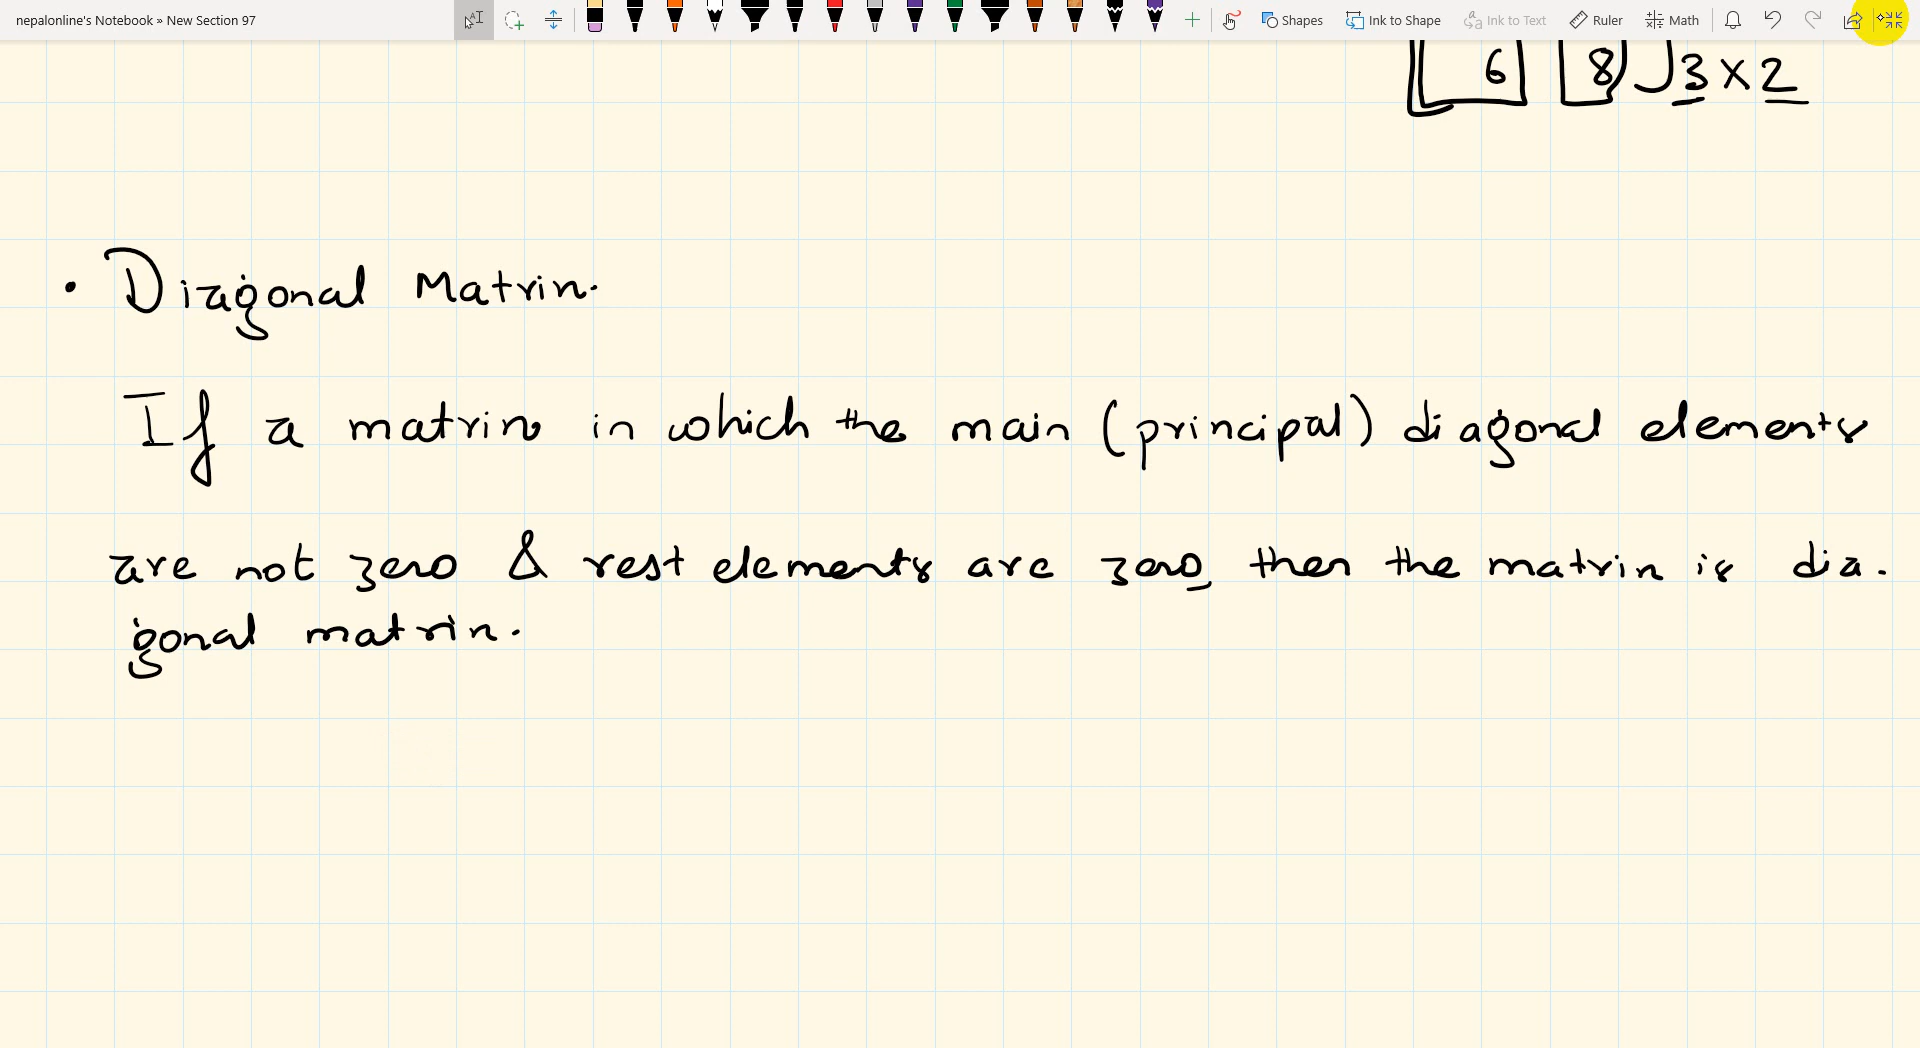 nepalonline's Notebook » New Section 97
Shapes Ink to Shape Ink to Text Ruler Math
6 8 3 x 2
• Diagonal Matrix.
If a matrix in which the main (principal) diagonal elements
are not zero & rest elements are zero, then the matrix is dia-
gonal matrix.